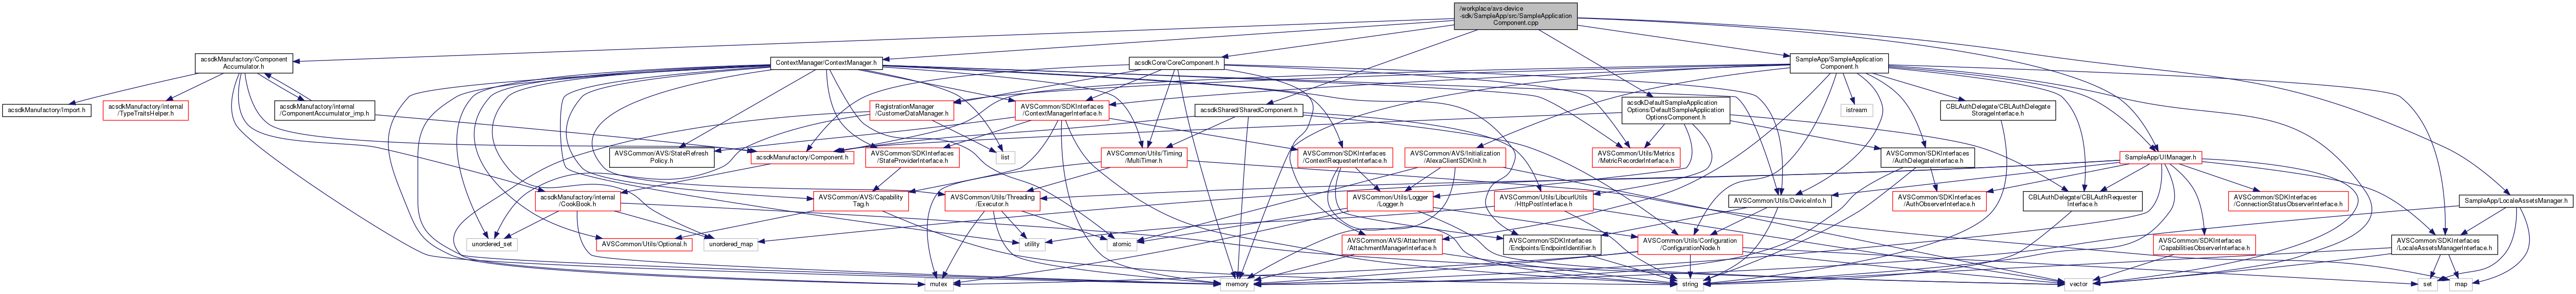 /workplace/avs-device
-sdk/SampleApp/src/SampleApplication
Component.cpp
acsdkManufactory/Component
Accumulator.h
ContextManager/ContextManager.h
acsdkCore/CoreComponent.h
SampleApp/SampleApplication
Component.h
acsdkManufactory/Import.h
acsdkManufactory/internal
/TypeTraitsHelper.h
acsdkManufactory/internal
/ComponentAccumulator_imp.h
RegistrationManager
/CustomerDataManager.h
AVSCommon/SDKInterfaces
/ContextManagerInterface.h
acsdkShared/SharedComponent.h
acsdkDefaultSampleApplication
Options/DefaultSampleApplication
OptionsComponent.h
istream
CBLAuthDelegate/CBLAuthDelegate
StorageInterface.h
AVSCommon/AVS/StateRefresh
Policy.h
acsdkManufactory/Component.h
AVSCommon/SDKInterfaces
/StateProviderInterface.h
list
AVSCommon/Utils/Timing
/MultiTimer.h
AVSCommon/SDKInterfaces
/ContextRequesterInterface.h
AVSCommon/AVS/Initialization
/AlexaClientSDKInit.h
AVSCommon/Utils/Metrics
/MetricRecorderInterface.h
AVSCommon/SDKInterfaces
/AuthDelegateInterface.h
SampleApp/UIManager.h
acsdkManufactory/internal
/CookBook.h
AVSCommon/AVS/Capability
Tag.h
AVSCommon/Utils/Threading
/Executor.h
AVSCommon/Utils/Logger
/Logger.h
AVSCommon/Utils/LibcurlUtils
/HttpPostInterface.h
AVSCommon/Utils/DeviceInfo.h
AVSCommon/SDKInterfaces
/AuthObserverInterface.h
CBLAuthDelegate/CBLAuthRequester
Interface.h
AVSCommon/SDKInterfaces
/ConnectionStatusObserverInterface.h
SampleApp/LocaleAssetsManager.h
unordered_set
AVSCommon/Utils/Optional.h
unordered_map
utility
atomic
AVSCommon/AVS/Attachment
/AttachmentManagerInterface.h
AVSCommon/SDKInterfaces
/Endpoints/EndpointIdentifier.h
AVSCommon/Utils/Configuration
/ConfigurationNode.h
AVSCommon/SDKInterfaces
/CapabilitiesObserverInterface.h
AVSCommon/SDKInterfaces
/LocaleAssetsManagerInterface.h
mutex
memory
string
vector
set
map